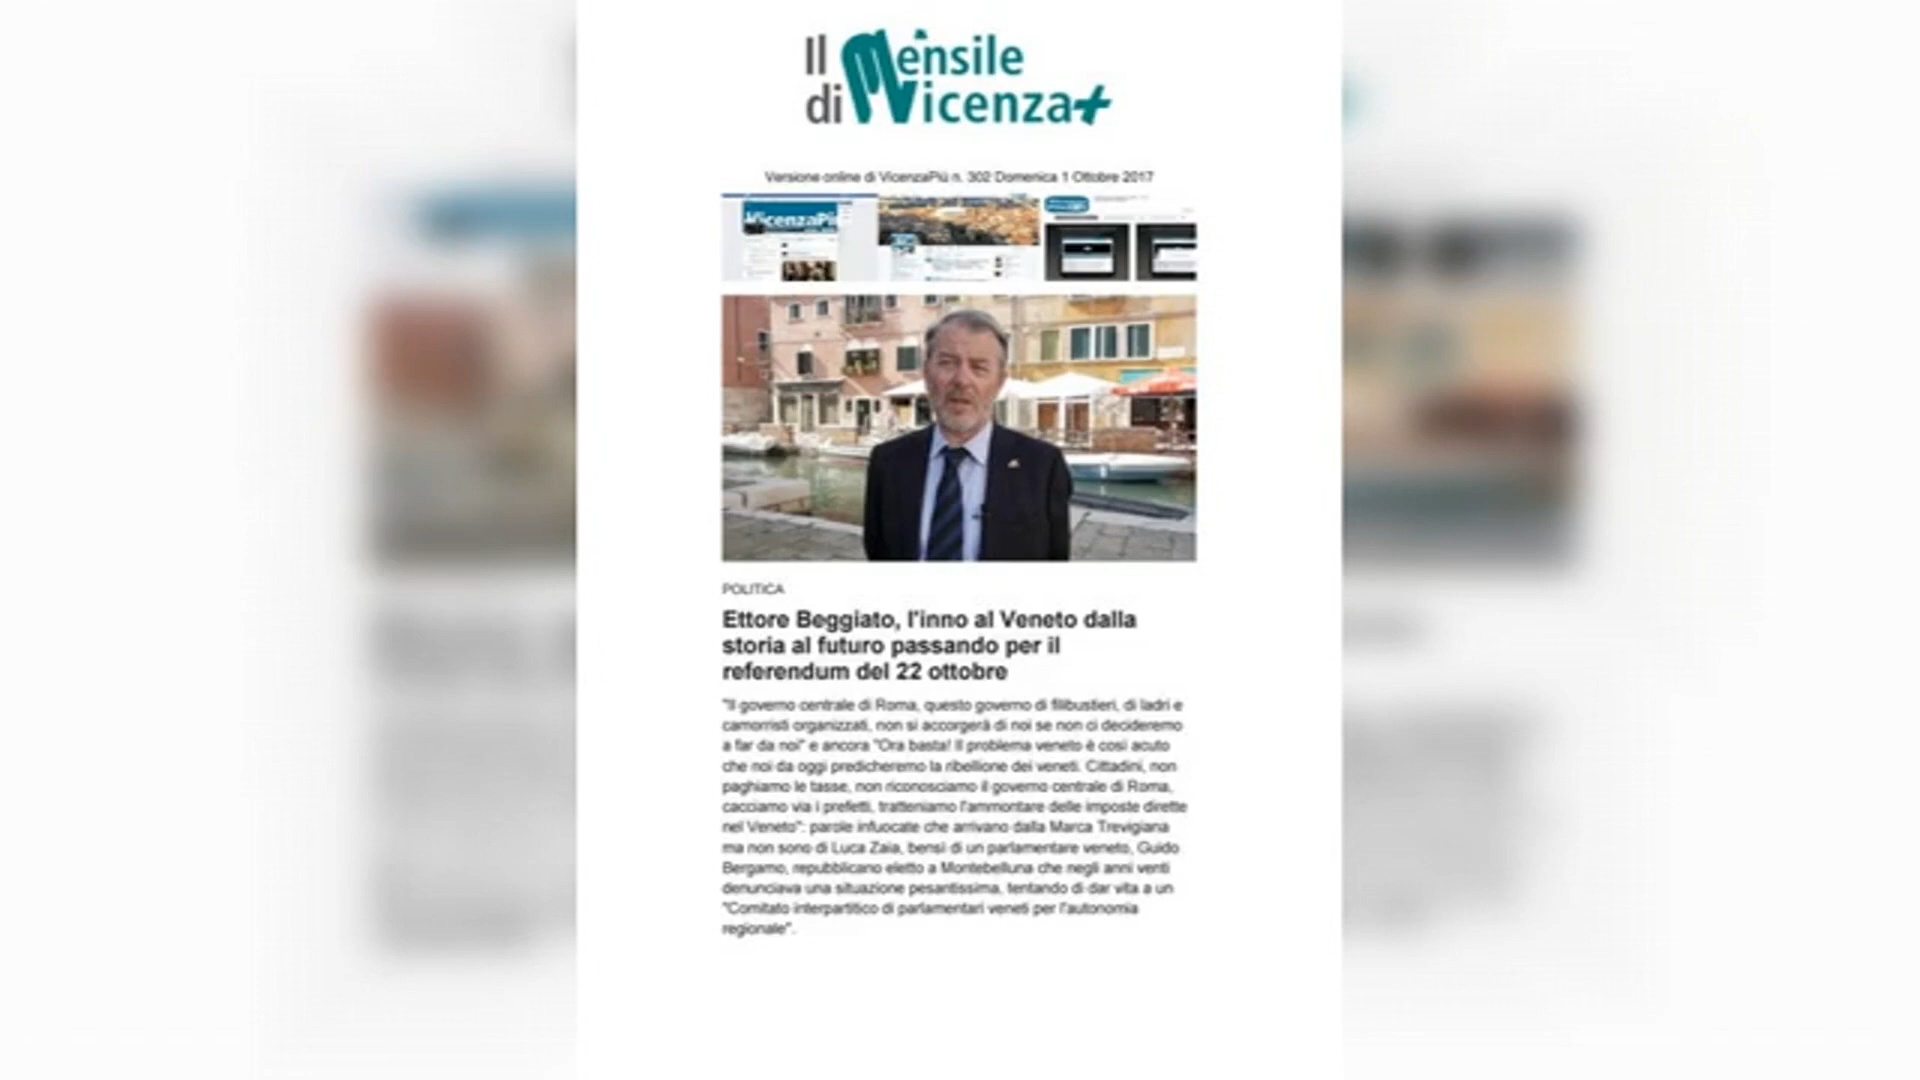 Il Mensile
di Vicenza+
Versione online di VicenzaPiù n. 302 Domenica 1 Ottobre 2017
VicenzaPiù
POLITICA
Ettore Beggiato, l'inno al Veneto dalla
storia al futuro passando per il
referendum del 22 ottobre
"Il governo centrale di Roma, questo governo di filibustieri, di ladri e
camorristi organizzati, non si accorgerà di noi se non ci decideremo
a far da noi" e ancora "Ora basta! Il problema veneto è così acuto
che noi da oggi predicheremo la ribellione dei veneti. Cittadini, non
paghiamo le tasse, non riconosciamo il governo centrale di Roma,
cacciamo via i prefetti, tratteniamo l'ammontare delle imposte dirette
nel Veneto": parole infuocate che arrivano dalla Marca Trevigiana
ma non sono di Luca Zaia, bensì di un parlamentare veneto, Guido
Bergamo, repubblicano eletto a Montebelluna che negli anni venti
denunciava una situazione pesantissima, tentando di dar vita a un
"Comitato interpartitico di parlamentari veneti per l'autonomia
regionale".